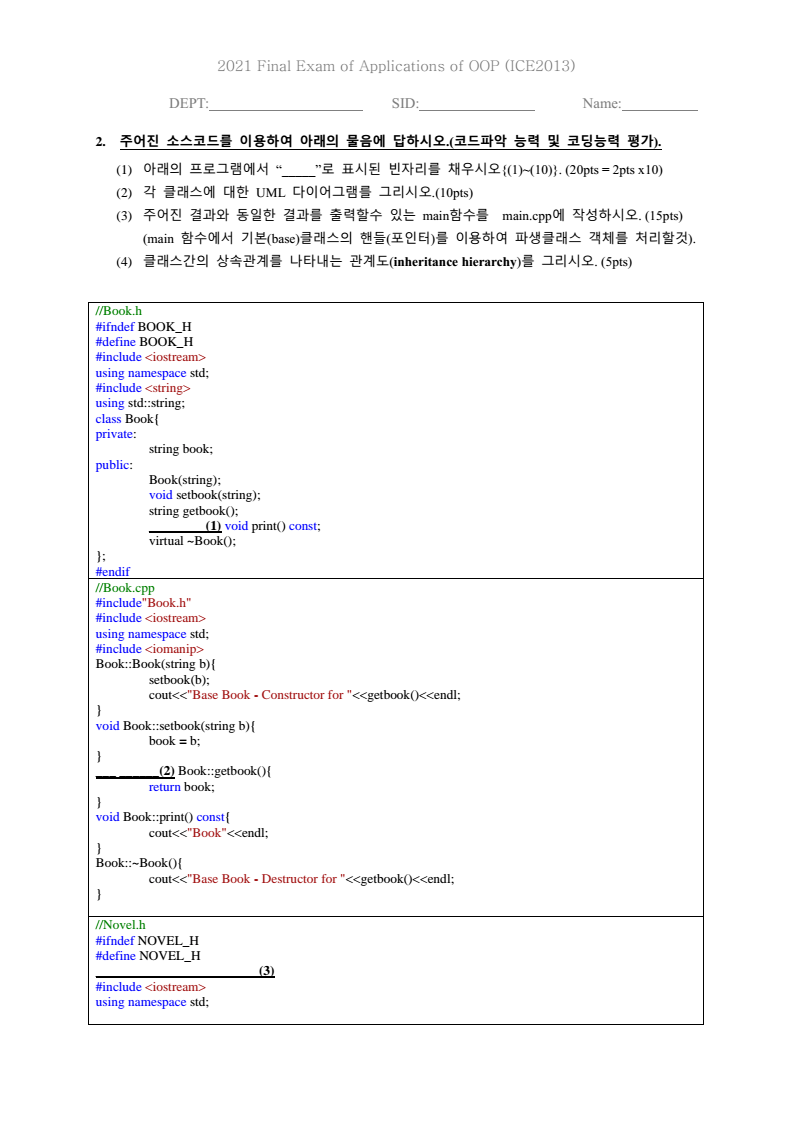 2021 Final Exam of Applications of OOP (ICE2013)
DEPT:____________________ SID:_______________ Name:__________
2. 주어진 소스코드를 이용하여 아래의 물음에 답하시오.(코드파악 능력 및 코딩능력 평가).
(1) 아래의 프로그램에서 “_____”로 표시된 빈자리를 채우시오{(1)~(10)}. (20pts = 2pts x10)
(2) 각 클래스에 대한 UML 다이어그램를 그리시오.(10pts)
(3) 주어진 결과와 동일한 결과를 출력할수 있는 main함수를 main.cpp에 작성하시오. (15pts)
(main 함수에서 기본(base)클래스의 핸들(포인터)를 이용하여 파생클래스 객체를 처리할것).
(4) 클래스간의 상속관계를 나타내는 관계도(inheritance hierarchy)를 그리시오. (5pts)
//Book.h
#ifndef BOOK_H
#define BOOK_H
#include <iostream>
using namespace std;
#include <string>
using std::string;
class Book{
private:
string book;
public:
Book(string);
void setbook(string);
string getbook();
________(1) void print() const;
virtual ~Book();
};
#endif
//Book.cpp
#include"Book.h"
#include <iostream>
using namespace std;
#include <iomanip>
Book::Book(string b){
setbook(b);
cout<<"Base Book - Constructor for "<<getbook()<<endl;
}
void Book::setbook(string b){
book = b;
}
___ ______(2) Book::getbook(){
return book;
}
void Book::print() const{
cout<<"Book"<<endl;
}
Book::~Book(){
cout<<"Base Book - Destructor for "<<getbook()<<endl;
}
//Novel.h
#ifndef NOVEL_H
#define NOVEL_H
________________________(3)
#include <iostream>
using namespace std;